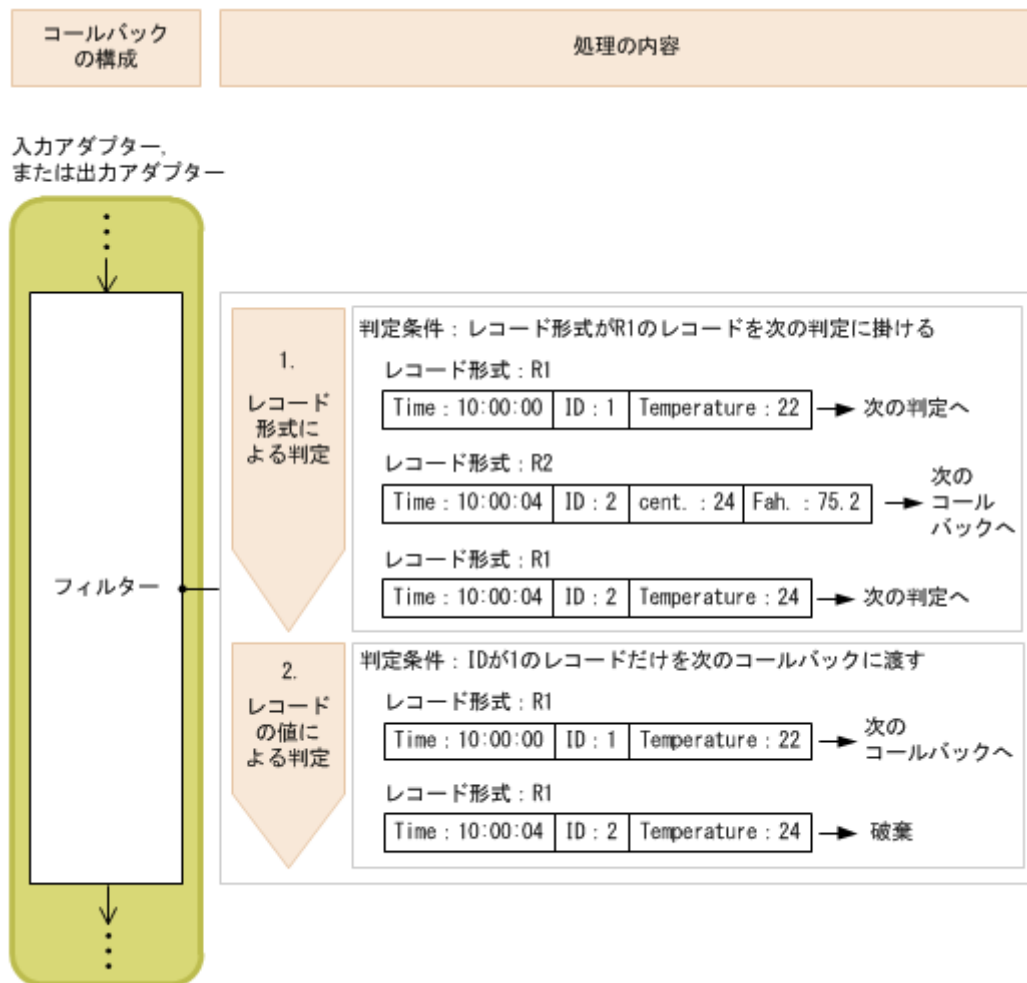 コールバック
の構成
処理の内容
入力アダプター,
または出力アダプター
フィルター
1.
レコード
形式に
よる判定
判定条件：レコード形式がR1のレコードを次の判定に掛ける
レコード形式：R1
Time：10:00:00 ID：1 Temperature：22 次の判定へ
レコード形式：R2
Time：10:00:04 ID：2 cent.：24 Fah.：75.2
次の
コール
バックへ
レコード形式：R1
Time：10:00:04 ID：2 Temperature：24 次の判定へ
2.
レコード
の値に
よる判定
判定条件：IDが1のレコードだけを次のコールバックに渡す
レコード形式：R1
Time：10:00:00 ID：1 Temperature：22
次の
コールバックへ
レコード形式：R1
Time：10:00:04 ID：2 Temperature：24 破棄